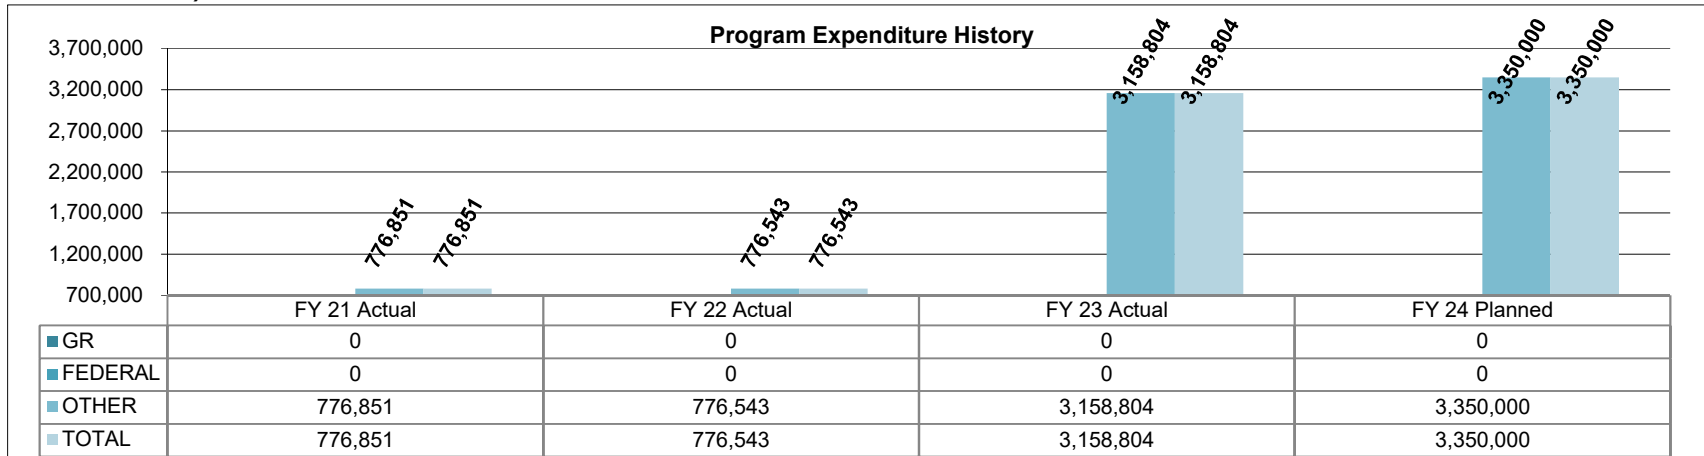 Program Expenditure History
3,700,000
3,200,000
2,700,000
2,200,000
1,700,000
1,200,000
700,000
776,851 776,851 776,543 776,543 3,158,804 3,158,804 3,350,000 3,350,000
FY 21 Actual FY 22 Actual FY 23 Actual FY 24 Planned
GR 0 0 0 0
FEDERAL 0 0 0 0
OTHER 776,851 776,543 3,158,804 3,350,000
TOTAL 776,851 776,543 3,158,804 3,350,000